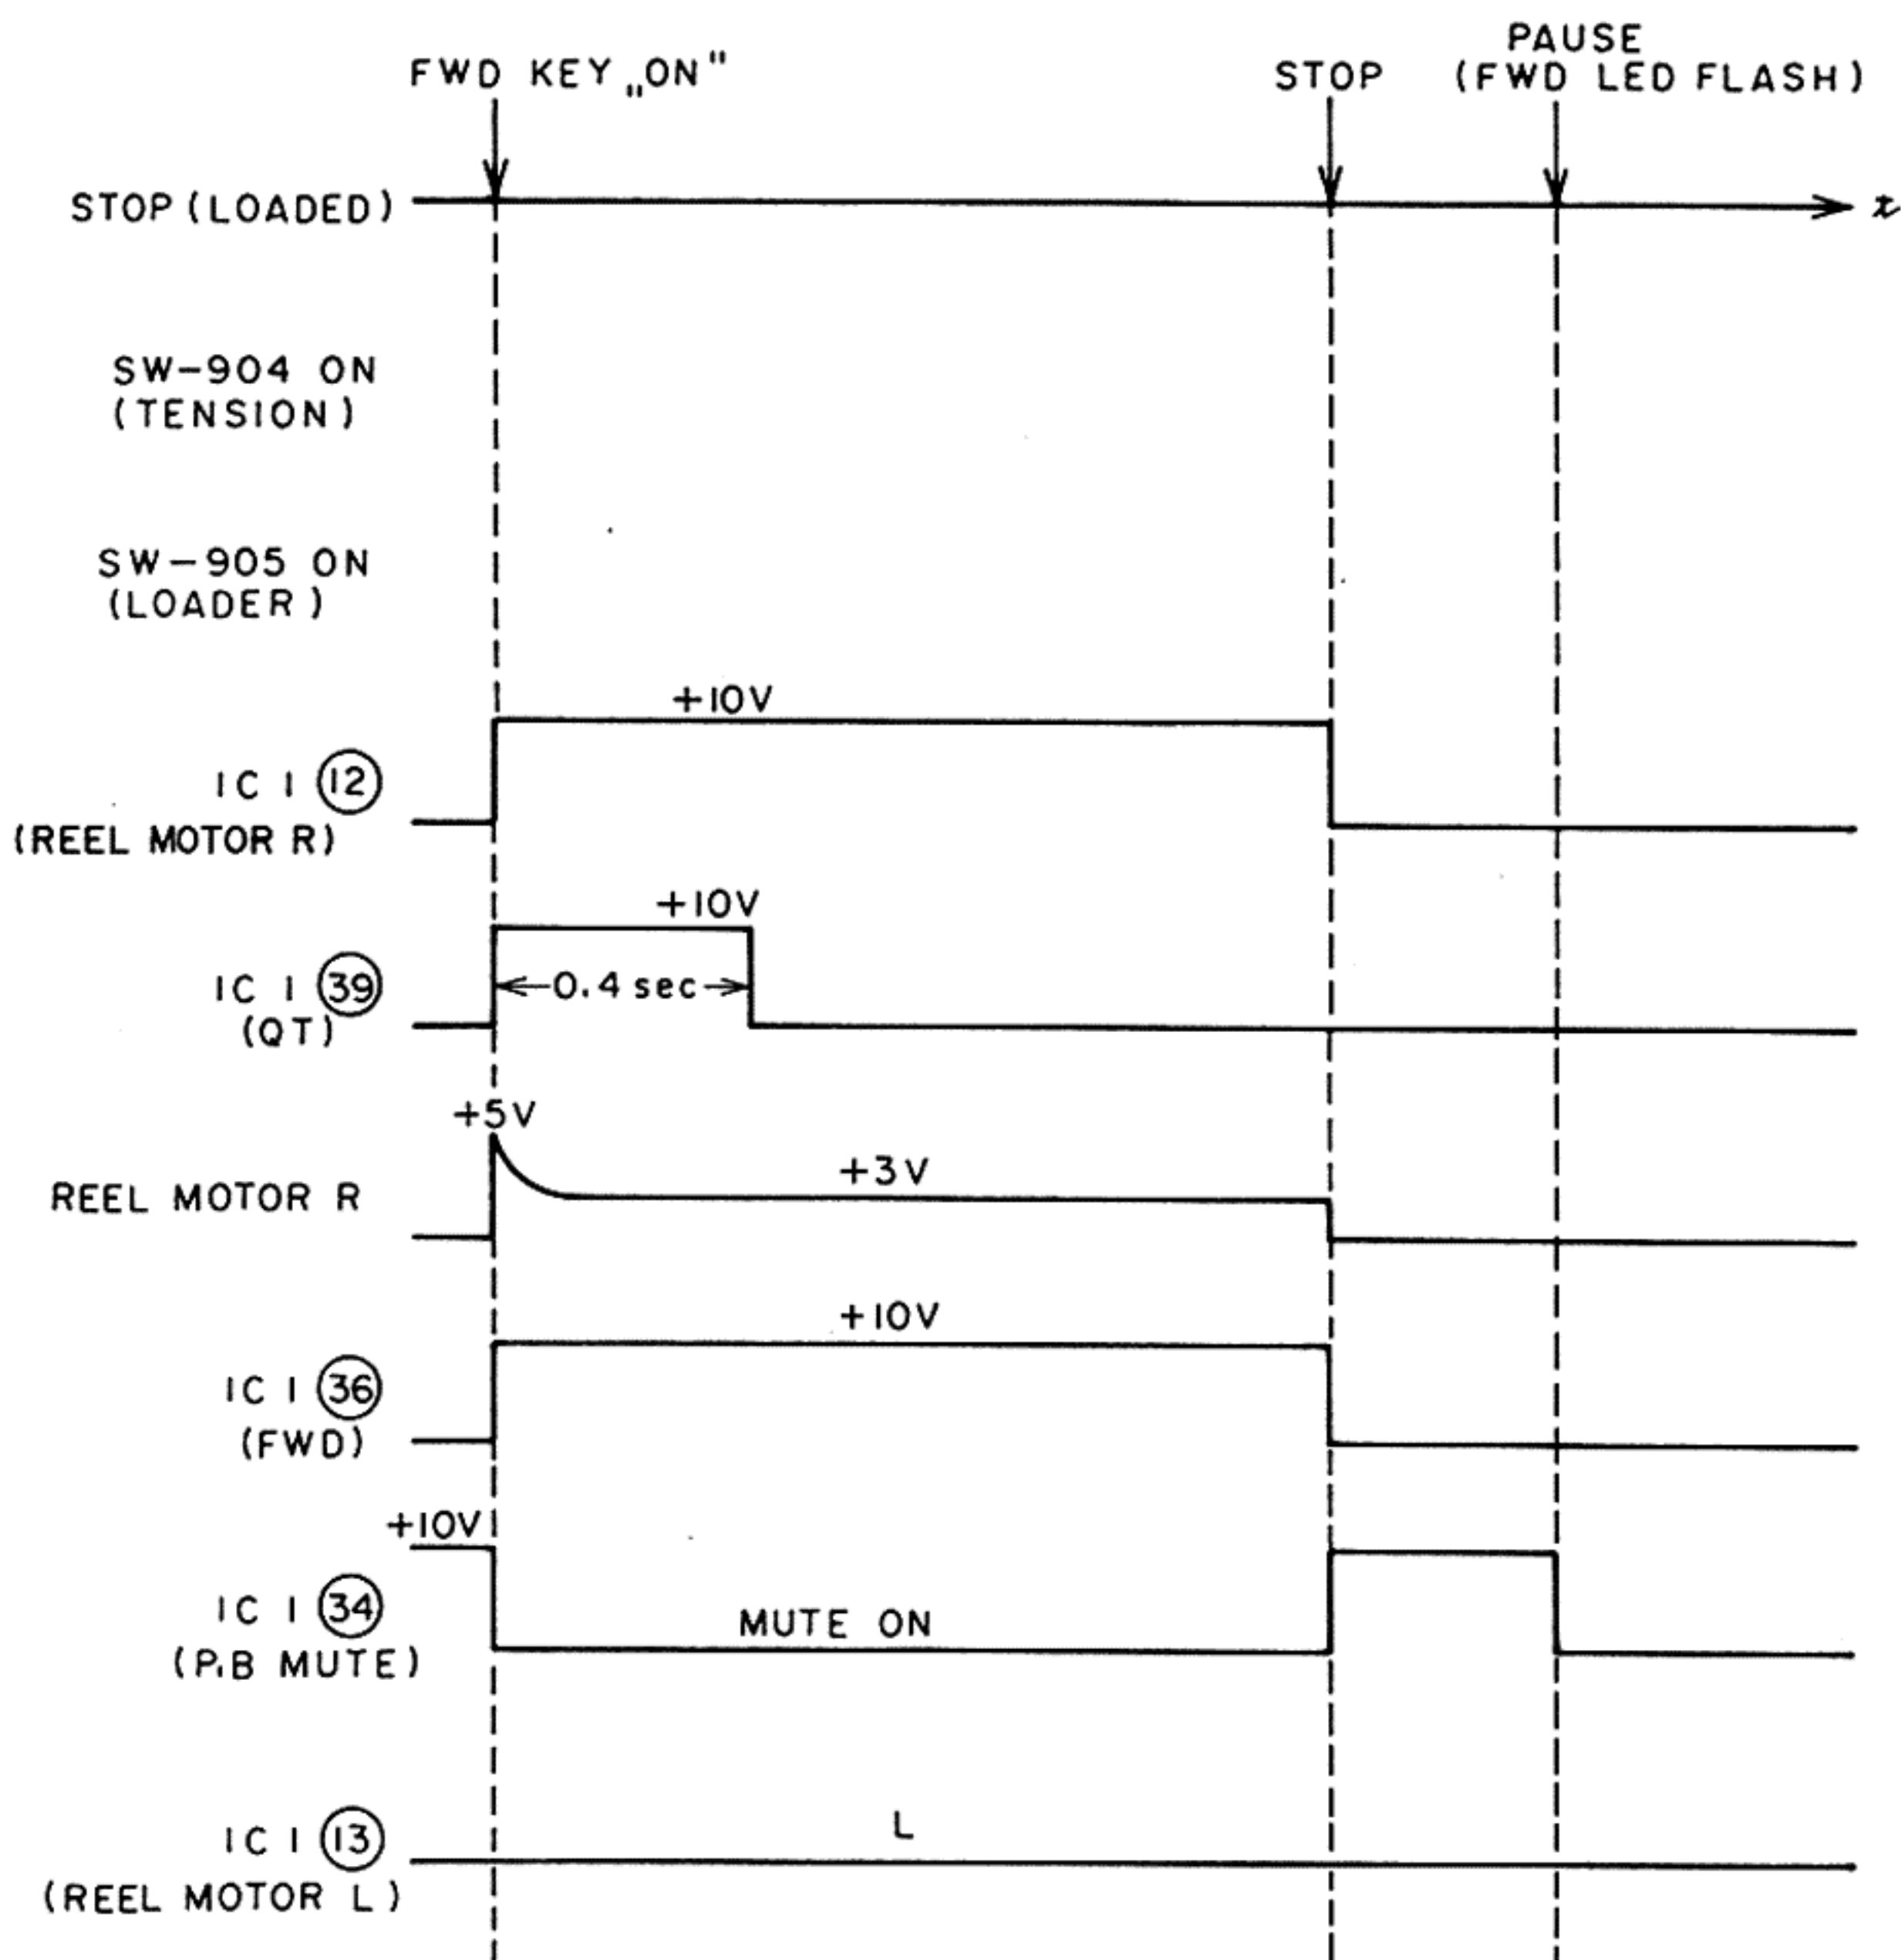 PAUSE
FWD KEY „ON" STOP (FWD LED FLASH)
STOP (LOADED) t
SW-904 ON
(TENSION)
SW-905 ON
(LOADER)
+10V
IC 1 12
(REEL MOTOR R)
+10V
IC 1 39 0.4 sec
(QT)
+5V
+3V
REEL MOTOR R
+10V
IC 1 36
(FWD)
+10V
IC 1 34 MUTE ON
(P.B MUTE)
L
IC 1 13
(REEL MOTOR L)